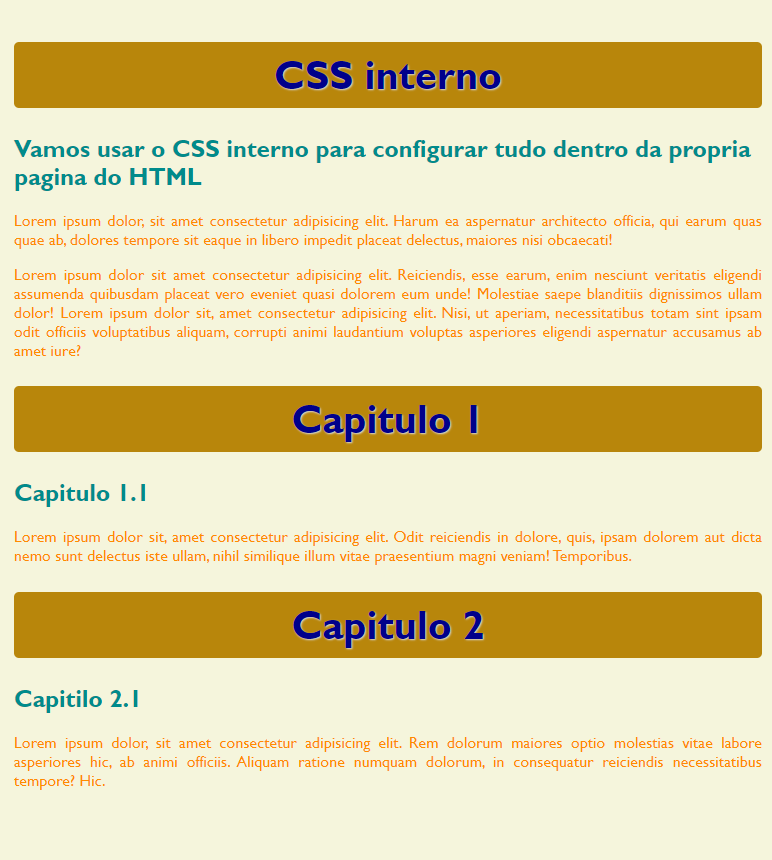 CSS interno
Vamos usar o CSS interno para configurar tudo dentro da propria
pagina do HTML
Lorem ipsum dolor, sit amet consectetur adipisicing elit. Harum ea aspernatur architecto officia, qui earum quas
quae ab, dolores tempore sit eaque in libero impedit placeat delectus, maiores nisi obcaecati!
Lorem ipsum dolor sit amet consectetur adipisicing elit. Reiciendis, esse earum, enim nesciunt veritatis eligendi
assumenda quibusdam placeat vero eveniet quasi dolorem eum unde! Molestiae saepe blanditiis dignissimos ullam
dolor! Lorem ipsum dolor sit, amet consectetur adipisicing elit. Nisi, ut aperiam, necessitatibus totam sint ipsam
odit officiis voluptatibus aliquam, corrupti animi laudantium voluptas asperiores eligendi aspernatur accusamus ab
amet iure?
Capitulo 1
Capitulo 1.1
Lorem ipsum dolor sit, amet consectetur adipisicing elit. Odit reiciendis in dolore, quis, ipsam dolorem aut dicta
nemo sunt delectus iste ullam, nihil similique illum vitae praesentium magni veniam! Temporibus.
Capitulo 2
Capitilo 2.1
Lorem ipsum dolor, sit amet consectetur adipisicing elit. Rem dolorum maiores optio molestias vitae labore
asperiores hic, ab animi officiis. Aliquam ratione numquam dolorum, in consequatur reiciendis necessitatibus
tempore? Hic.